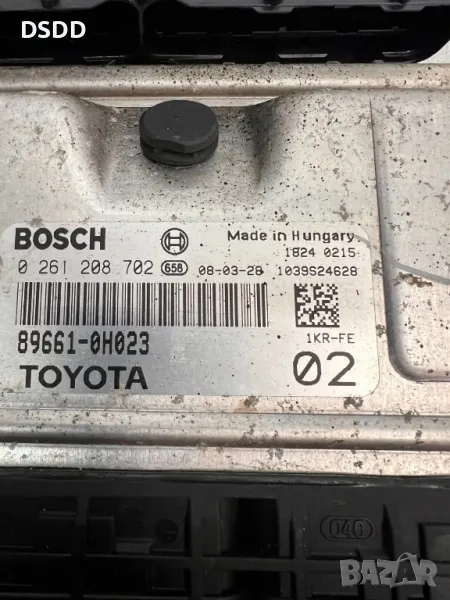 DSDD
BOSCH
Made in Hungary
1824 0215
0 261 208 702 658 08-03-28 1039S24628
89661-0H023
1KR-FE
TOYOTA
02
040
BAZAR